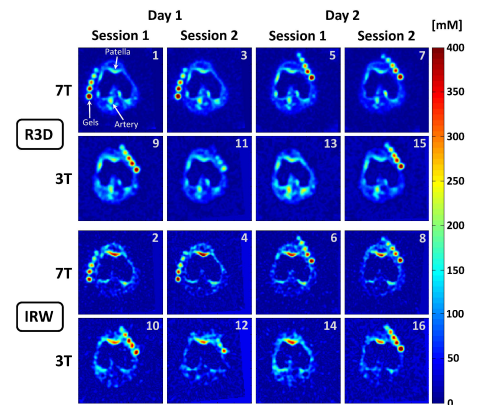 Day 1 Day 2
Session 1 Session 2 Session 1 Session 2 [mM]
Patella
1 3 5 7
7T
Gels Artery
R3D
9 11 13 15
3T
2 4 6 8
7T
IRW
10 12 14 16
3T
400
350
300
250
200
150
100
50
0